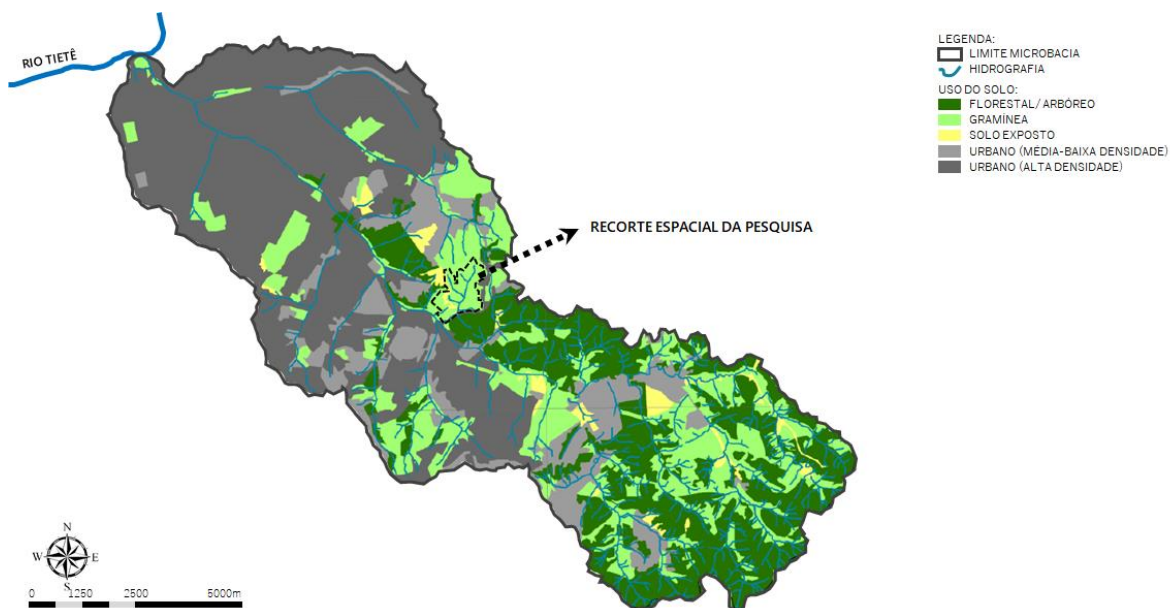 RIO TIETÊ
LEGENDA:
LIMITE MICROBACIA
HIDROGRAFIA
USO DO SOLO:
FLORESTAL/ ARBÓREO
GRAMÍNEA
SOLO EXPOSTO
URBANO (MÉDIA-BAIXA DENSIDADE)
URBANO (ALTA DENSIDADE)
RECORTE ESPACIAL DA PESQUISA
N
W E
S
0 1250 2500 5000m